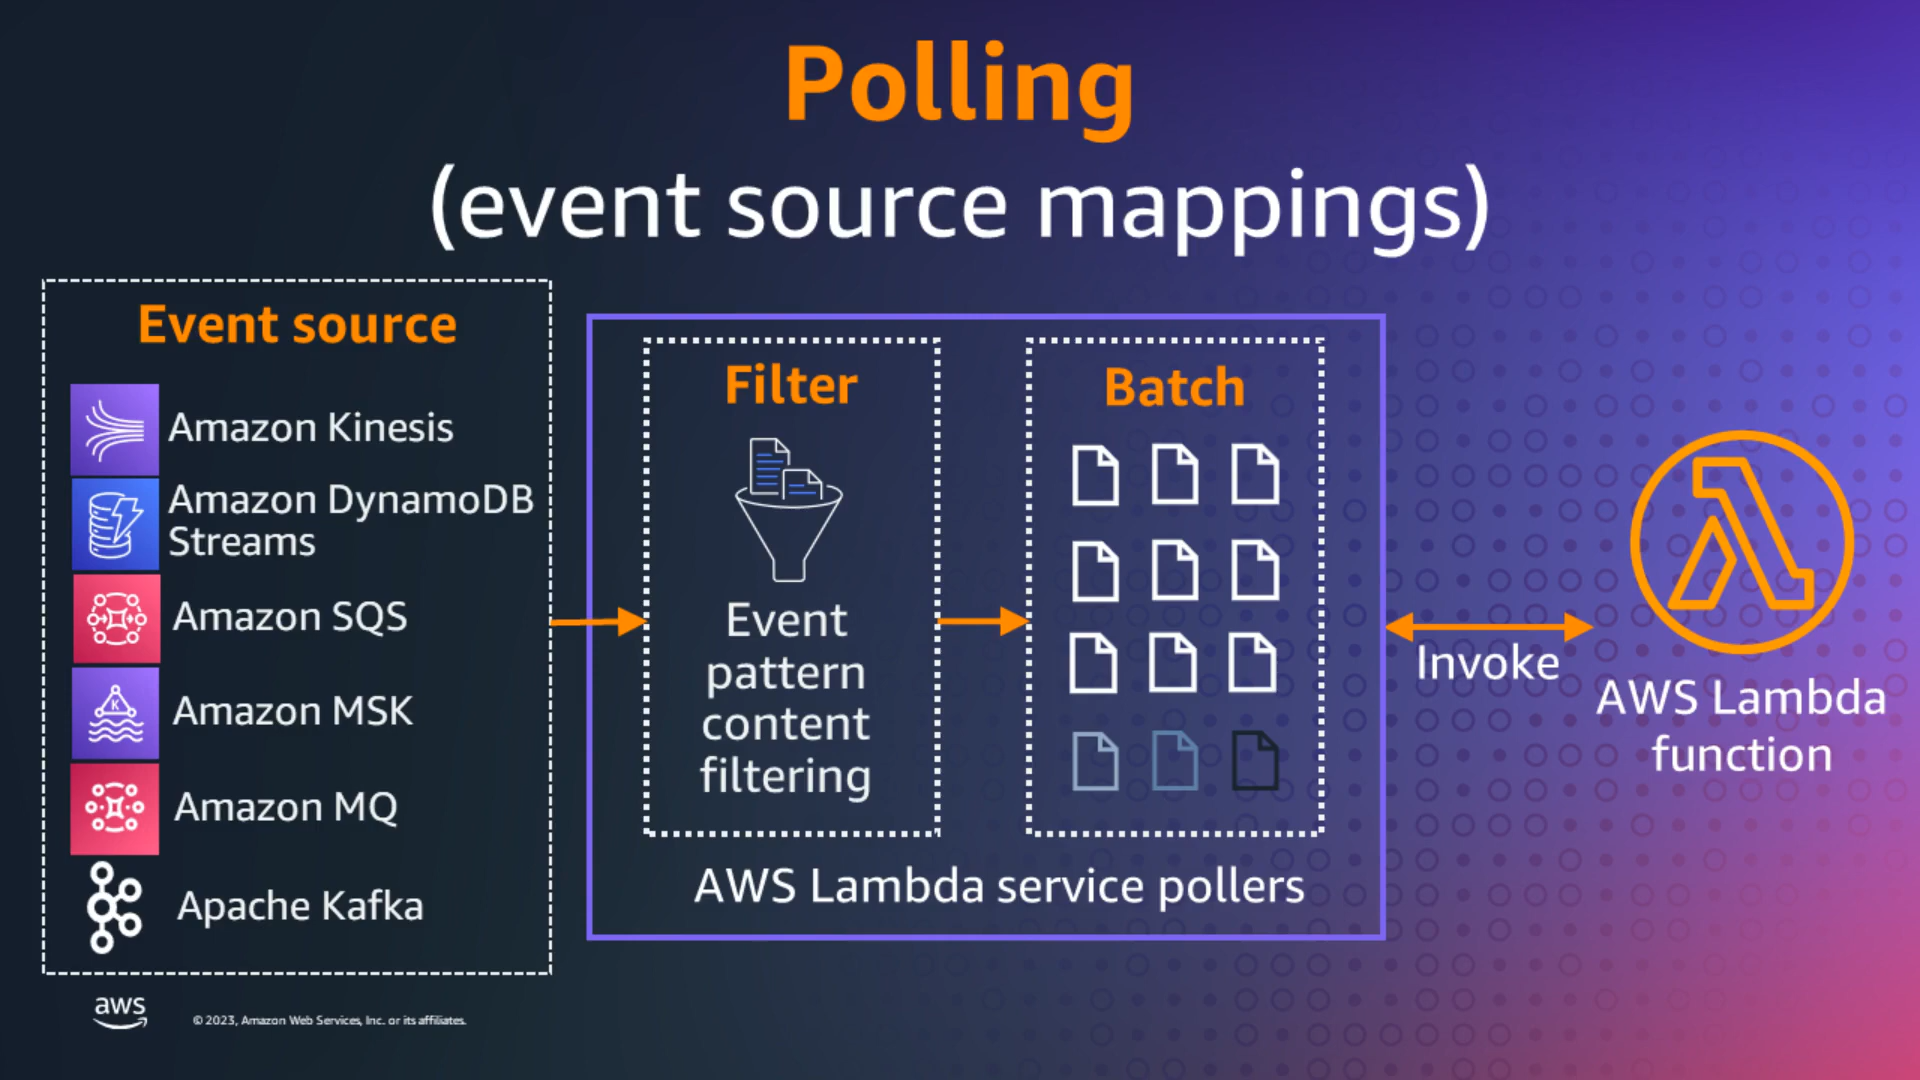 Polling
(event source mappings)
Event source
Amazon Kinesis
Amazon DynamoDB
Streams
Amazon SQS
Amazon MSK
K
Amazon MQ
Apache Kafka
Filter
Event
pattern
content
filtering
Batch
AWS Lambda service pollers
Invoke
AWS Lambda
function
aws
© 2023, Amazon Web Services, Inc. or its affiliates.